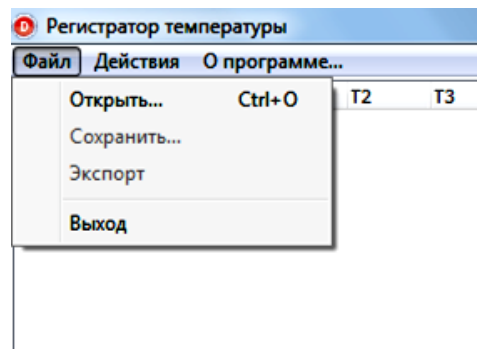 D Регистратор температуры
Файл Действия О программе...
Открыть... Ctrl+O T2 T3
Сохранить...
Экспорт
Выход